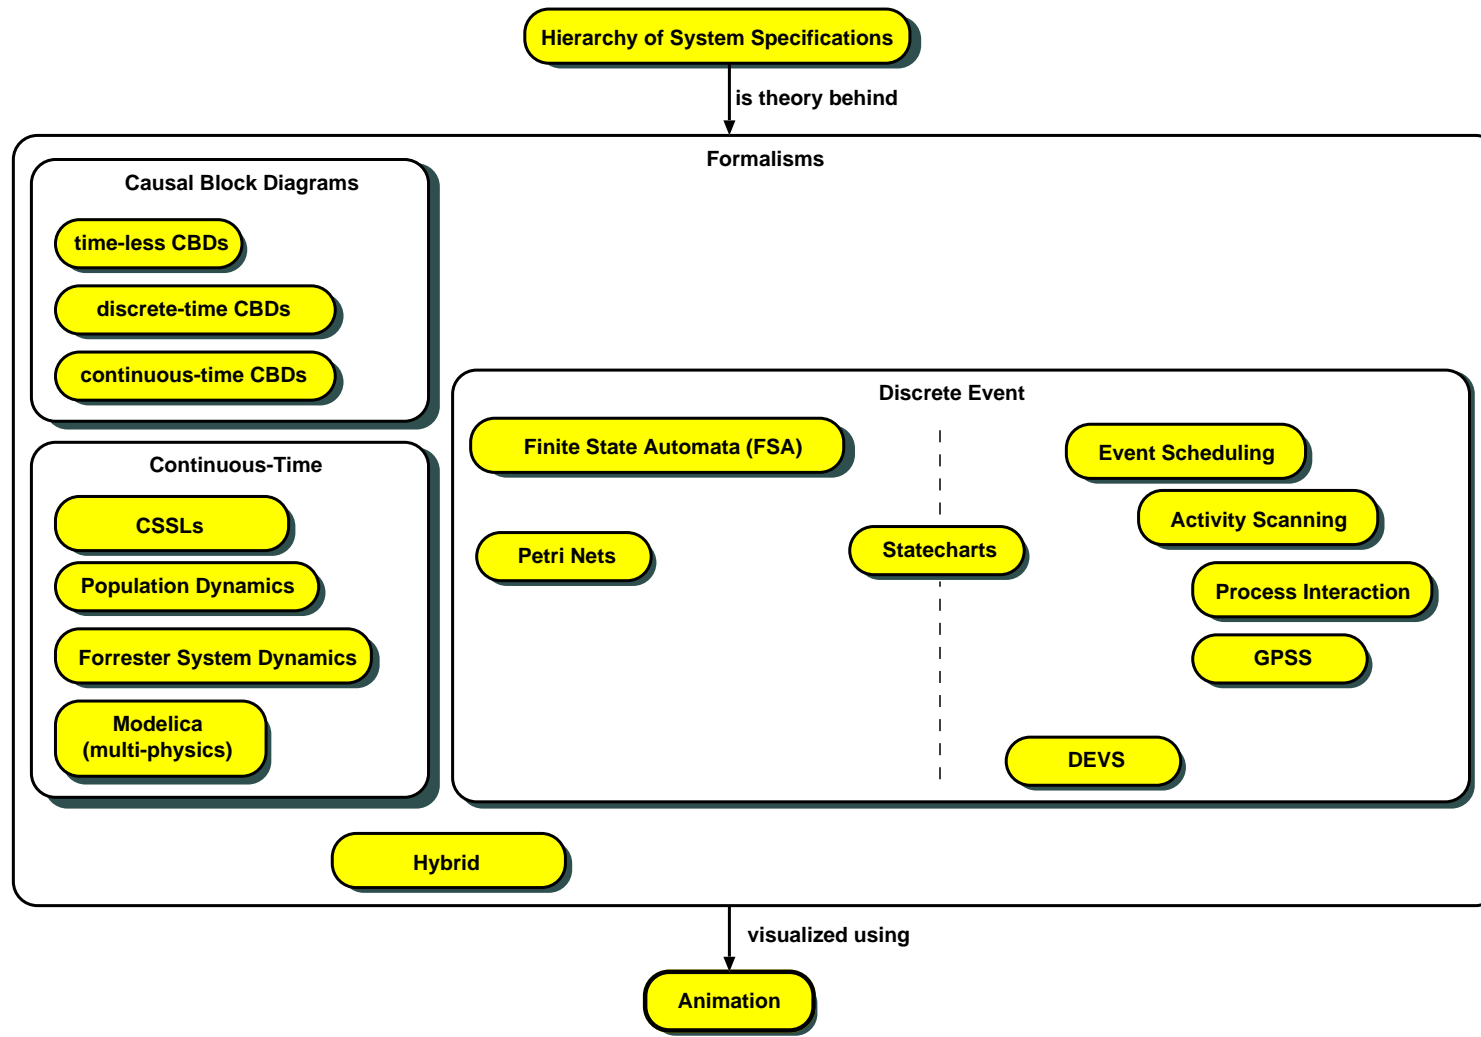 Hierarchy of System Specifications
is theory behind
Formalisms
Causal Block Diagrams
time-less CBDs
discrete-time CBDs
continuous-time CBDs
Continuous-Time
CSSLs
Population Dynamics
Forrester System Dynamics
Modelica
(multi-physics)
Discrete Event
Finite State Automata (FSA)
Petri Nets
Statecharts
Event Scheduling
Activity Scanning
Process Interaction
GPSS
DEVS
Hybrid
visualized using
Animation